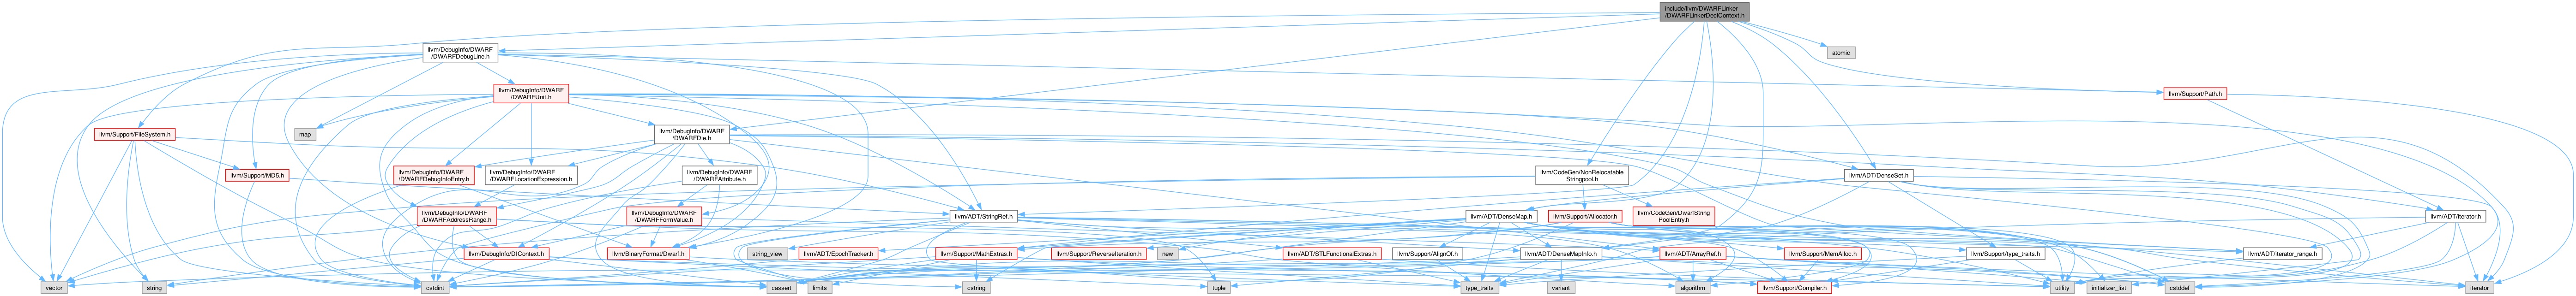 include/llvm/DWARFLinker
/DWARFLinkerDeclContext.h
llvm/DebugInfo/DWARF
/DWARFDebugLine.h
atomic
llvm/DebugInfo/DWARF
/DWARFUnit.h
llvm/Support/Path.h
llvm/Support/FileSystem.h
map
llvm/DebugInfo/DWARF
/DWARFDie.h
llvm/Support/MD5.h
llvm/DebugInfo/DWARF
/DWARFDebugInfoEntry.h
llvm/DebugInfo/DWARF
/DWARFLocationExpression.h
llvm/DebugInfo/DWARF
/DWARFAttribute.h
llvm/CodeGen/NonRelocatable
Stringpool.h
llvm/ADT/DenseSet.h
llvm/DebugInfo/DWARF
/DWARFAddressRange.h
llvm/DebugInfo/DWARF
/DWARFFormValue.h
llvm/ADT/StringRef.h
llvm/ADT/DenseMap.h
llvm/Support/Allocator.h
llvm/CodeGen/DwarfString
PoolEntry.h
llvm/ADT/iterator.h
llvm/DebugInfo/DIContext.h
llvm/BinaryFormat/Dwarf.h
string_view
llvm/ADT/EpochTracker.h
llvm/Support/MathExtras.h
llvm/Support/ReverseIteration.h
new
llvm/ADT/STLFunctionalExtras.h
llvm/Support/AlignOf.h
llvm/ADT/DenseMapInfo.h
llvm/ADT/ArrayRef.h
llvm/Support/MemAlloc.h
llvm/Support/type_traits.h
llvm/ADT/iterator_range.h
vector
string
cstdint
cassert
limits
cstring
tuple
type_traits
variant
algorithm
llvm/Support/Compiler.h
utility
initializer_list
cstddef
iterator